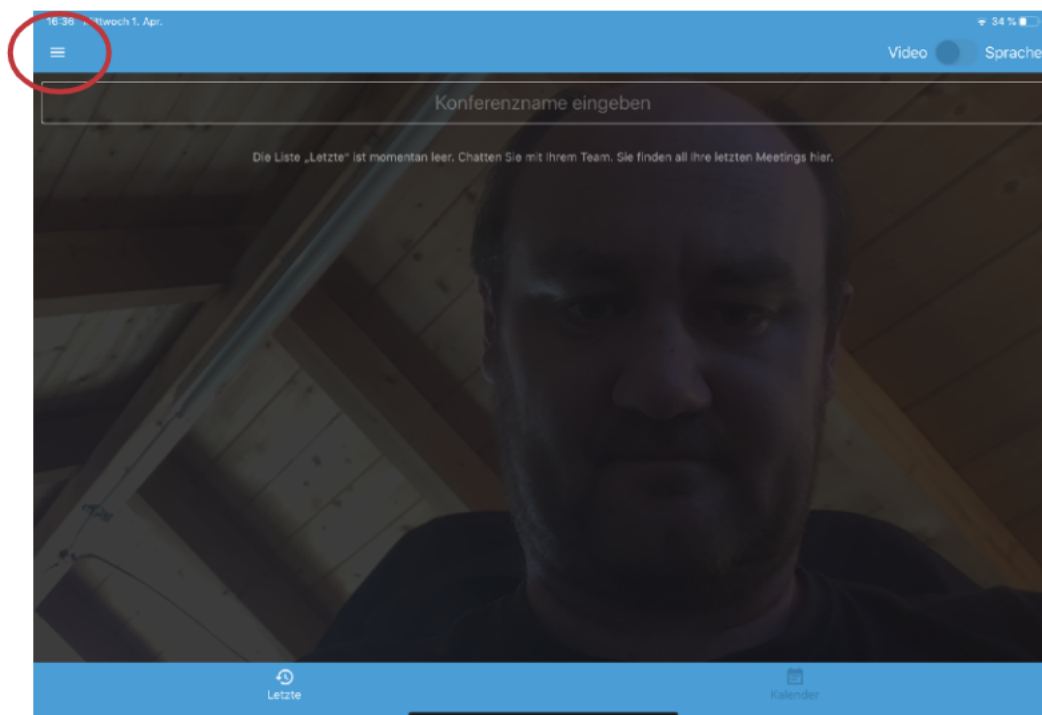 16:36 Mittwoch 1. Apr.
34 %
Video Sprache
Konferenzname eingeben
Die Liste „Letzte" ist momentan leer. Chatten Sie mit Ihrem Team. Sie finden all Ihre letzten Meetings hier.
Letzte
Kalender